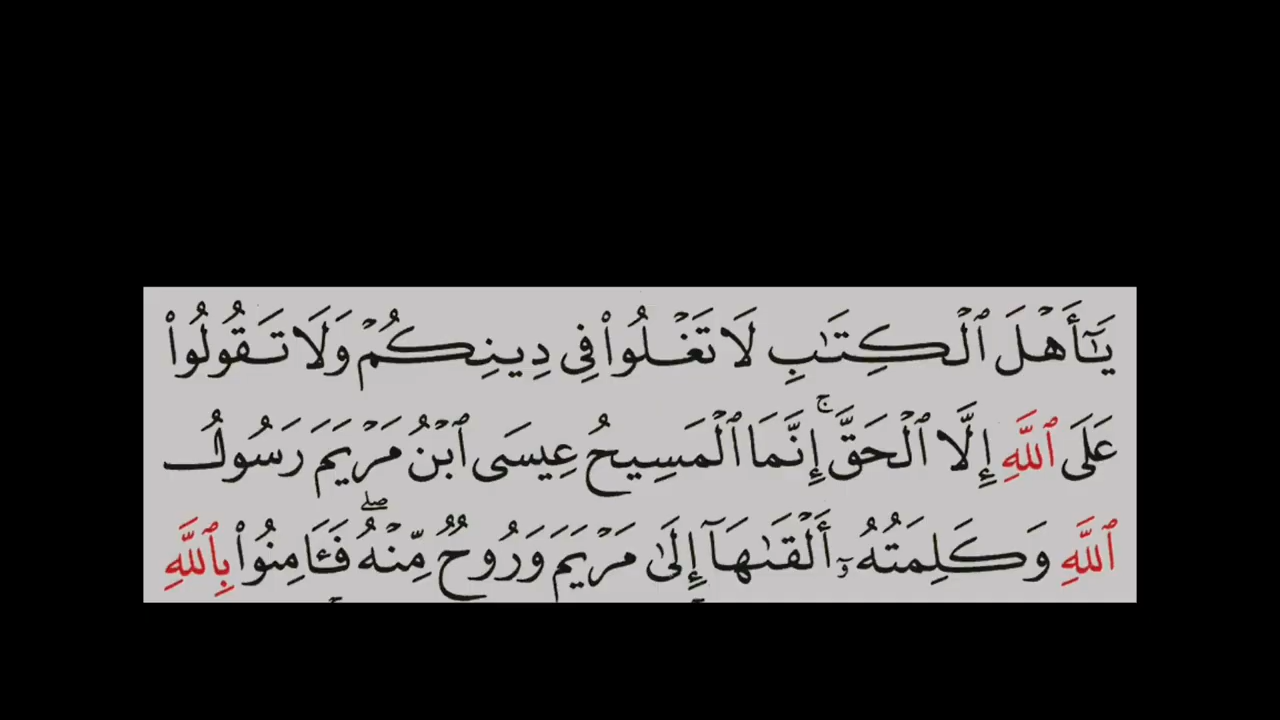 يَٰٓأَهۡلَ ٱلۡكِتَٰبِ لَا تَغۡلُواْ فِي دِينِكُمۡ وَلَا تَقُولُواْ
عَلَى ٱللَّهِ إِلَّا ٱلۡحَقَّۚ إِنَّمَا ٱلۡمَسِيحُ عِيسَى ٱبۡنُ مَرۡيَمَ رَسُولُ
ٱللَّهِ وَكَلِمَتُهُۥٓ أَلۡقَىٰهَآ إِلَىٰ مَرۡيَمَ وَرُوحٞ مِّنۡهُۖ فَـَٔامِنُواْ بِٱللَّهِ